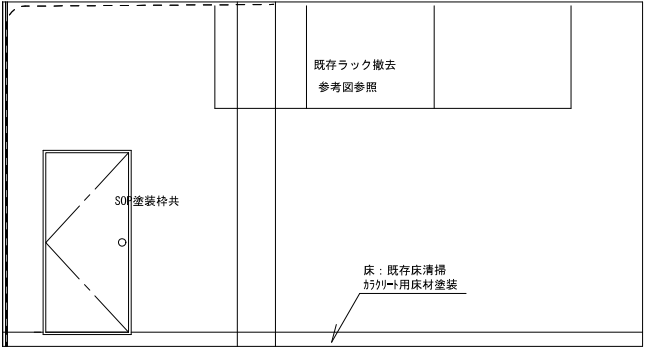 既存ラック撤去
参考図参照
SOP塗装枠共
床：既存床清掃
ｶﾗｸﾘｰﾄ用床材塗装